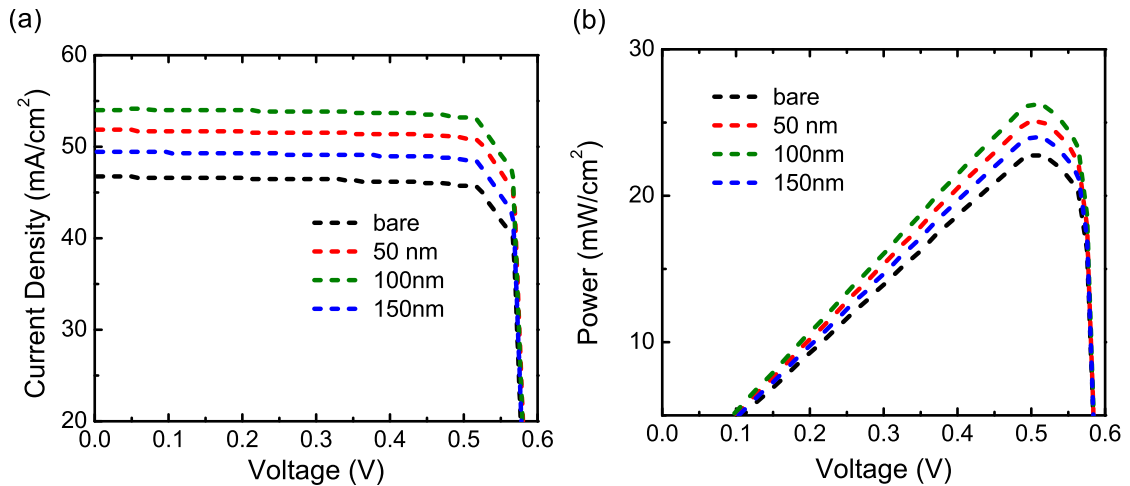 (a)
60
50
40
30
20
0.0 0.1 0.2 0.3 0.4 0.5 0.6
Current Density (mA/cm²)
Voltage (V)
bare
50 nm
100nm
150nm
(b)
30
20
10
0.0 0.1 0.2 0.3 0.4 0.5 0.6
Power (mW/cm²)
Voltage (V)
bare
50 nm
100nm
150nm